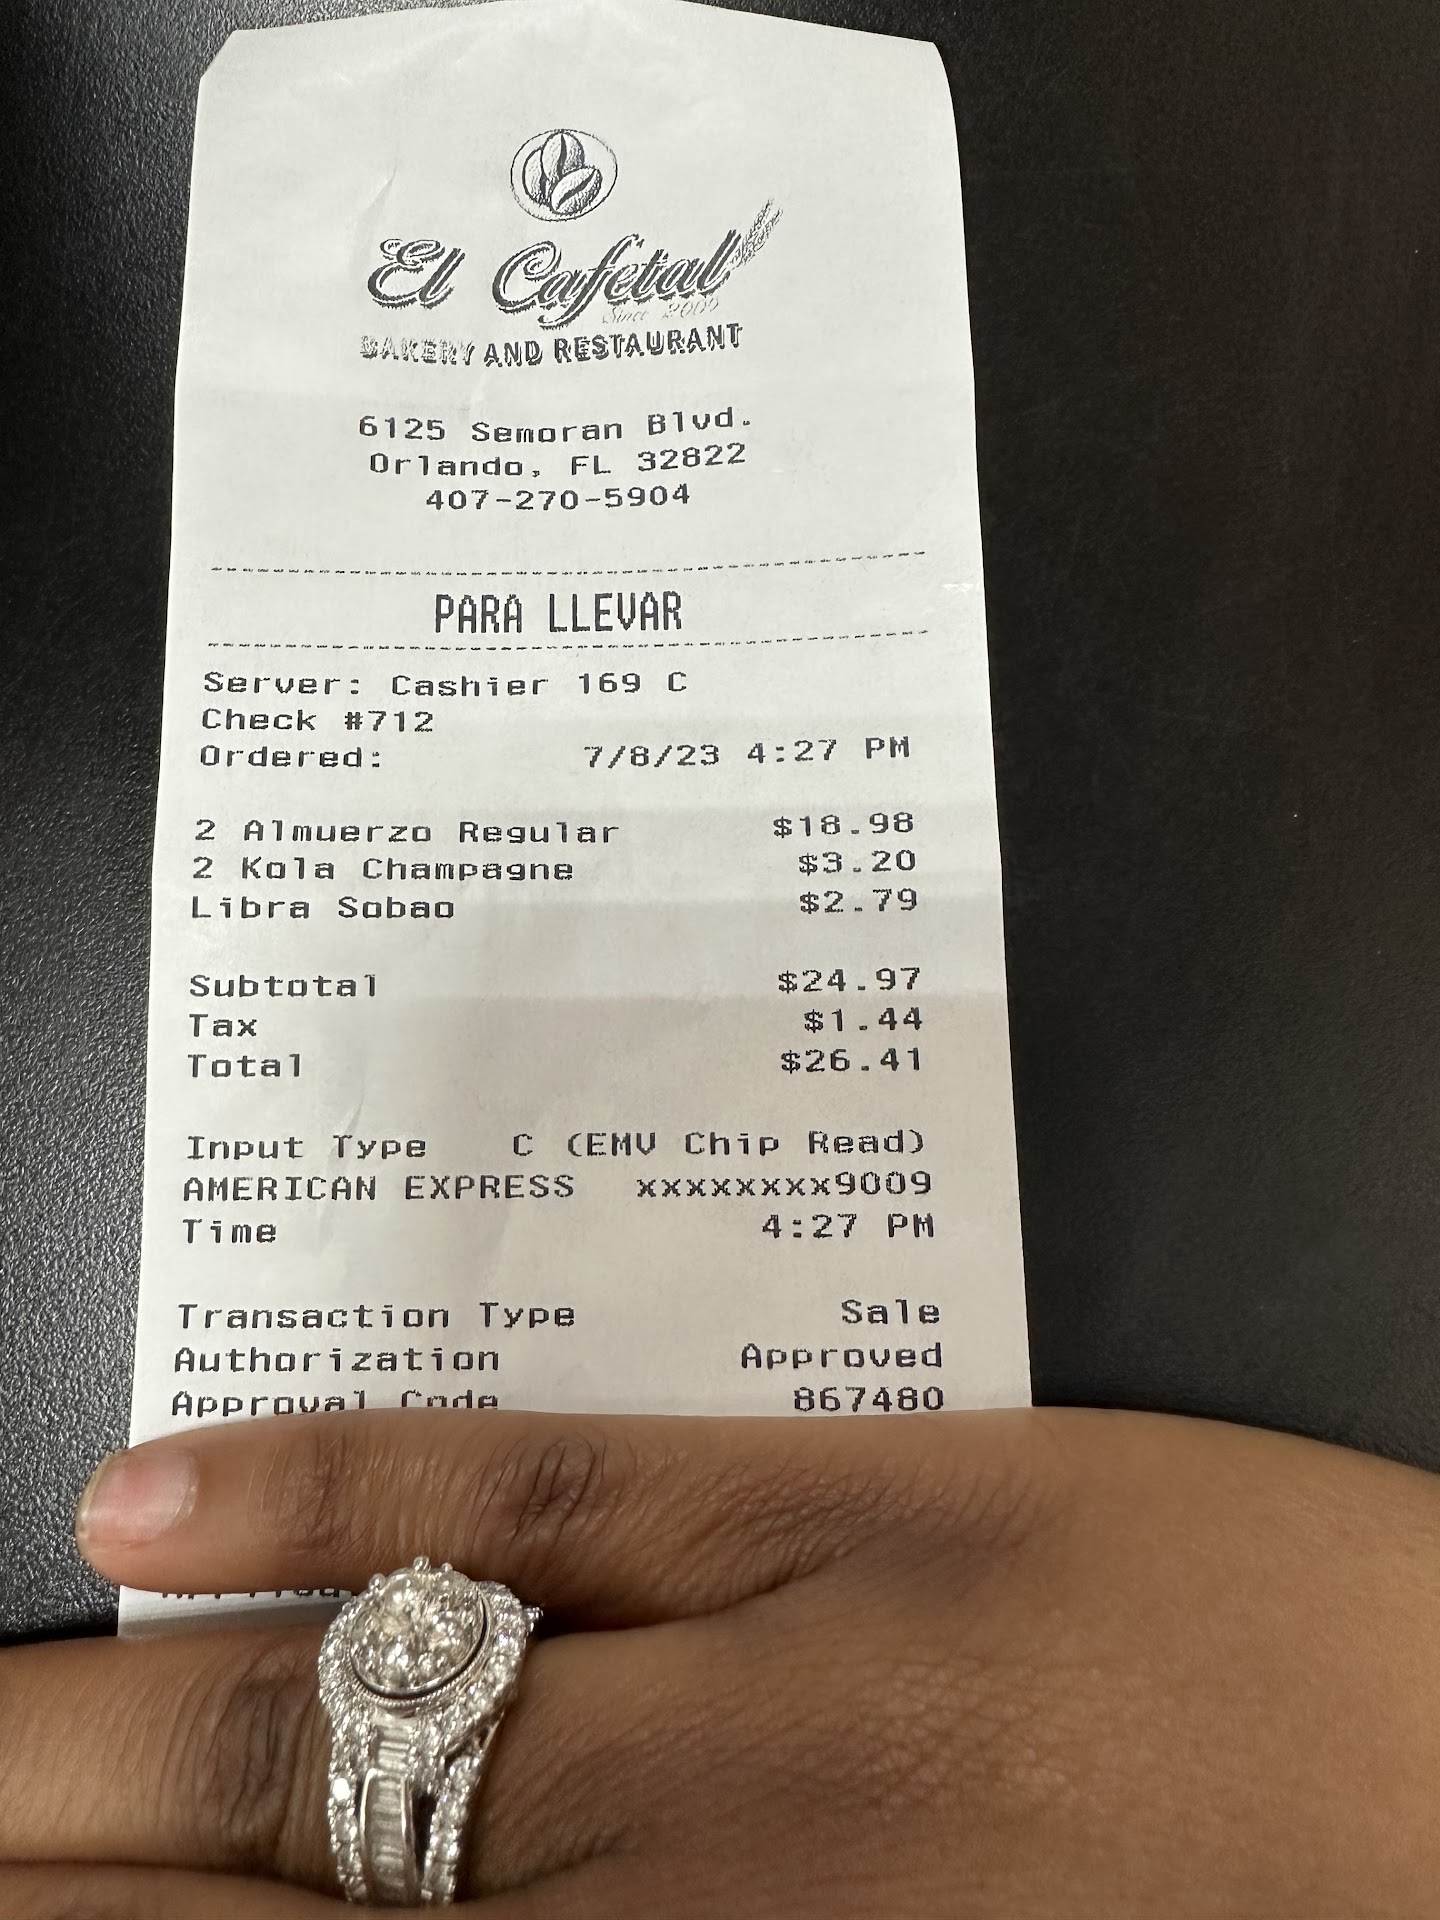 El Cafetal
Since 2009
BAKERY AND RESTAURANT
6125 Semoran Blvd.
Orlando, FL 32822
407-270-5904
PARA LLEVAR
Server: Cashier 169 C
Check #712
Ordered: 7/8/23 4:27 PM
2 Almuerzo Regular $18.98
2 Kola Champagne $3.20
Libra Sobao $2.79
Subtotal $24.97
Tax $1.44
Total $26.41
Input Type C (EMV Chip Read)
AMERICAN EXPRESS xxxxxxxx9009
Time 4:27 PM
Transaction Type Sale
Authorization Approved
Approval Code 867480